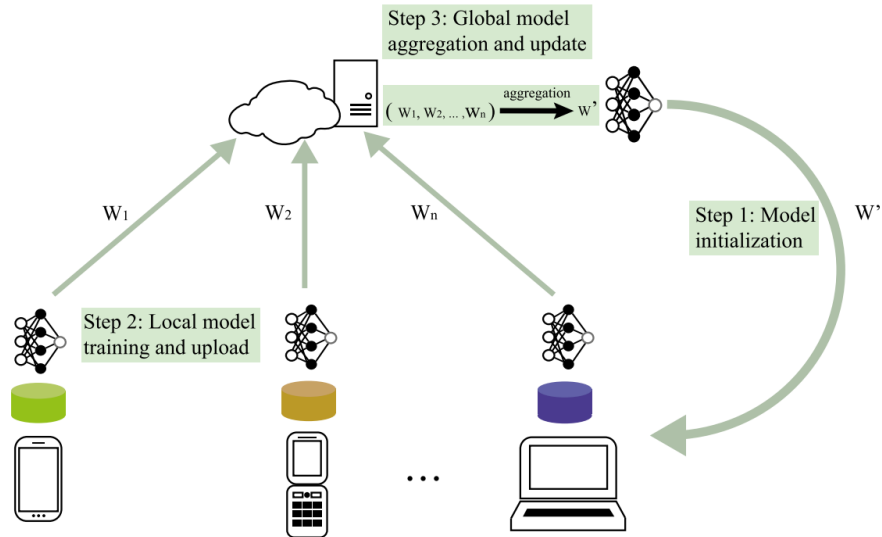 Step 3: Global model
aggregation and update
aggregation
( W1, W2, ... ,Wn) W'
W1
W2
Wn
Step 1: Model
initialization
W'
Step 2: Local model
training and upload
...